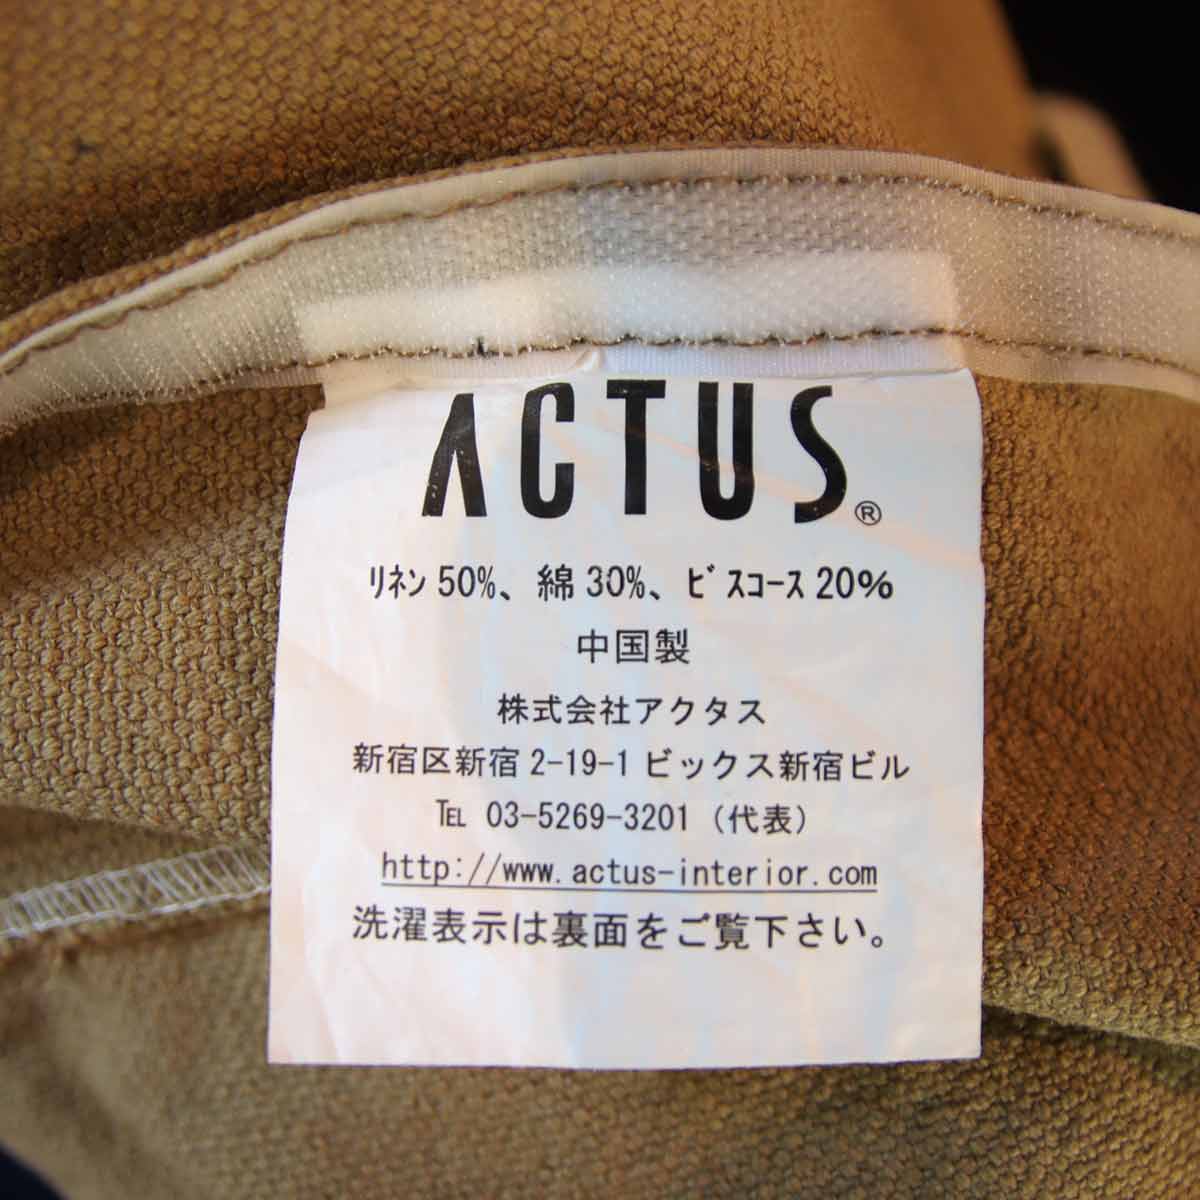 ACTUS®
リネン 50%、綿 30%、ビスコース 20%
中国製
株式会社アクタス
新宿区新宿 2-19-1 ビックス新宿ビル
℡ 03-5269-3201（代表）
http://www.actus-interior.com
洗濯表示は裏面をご覧下さい。